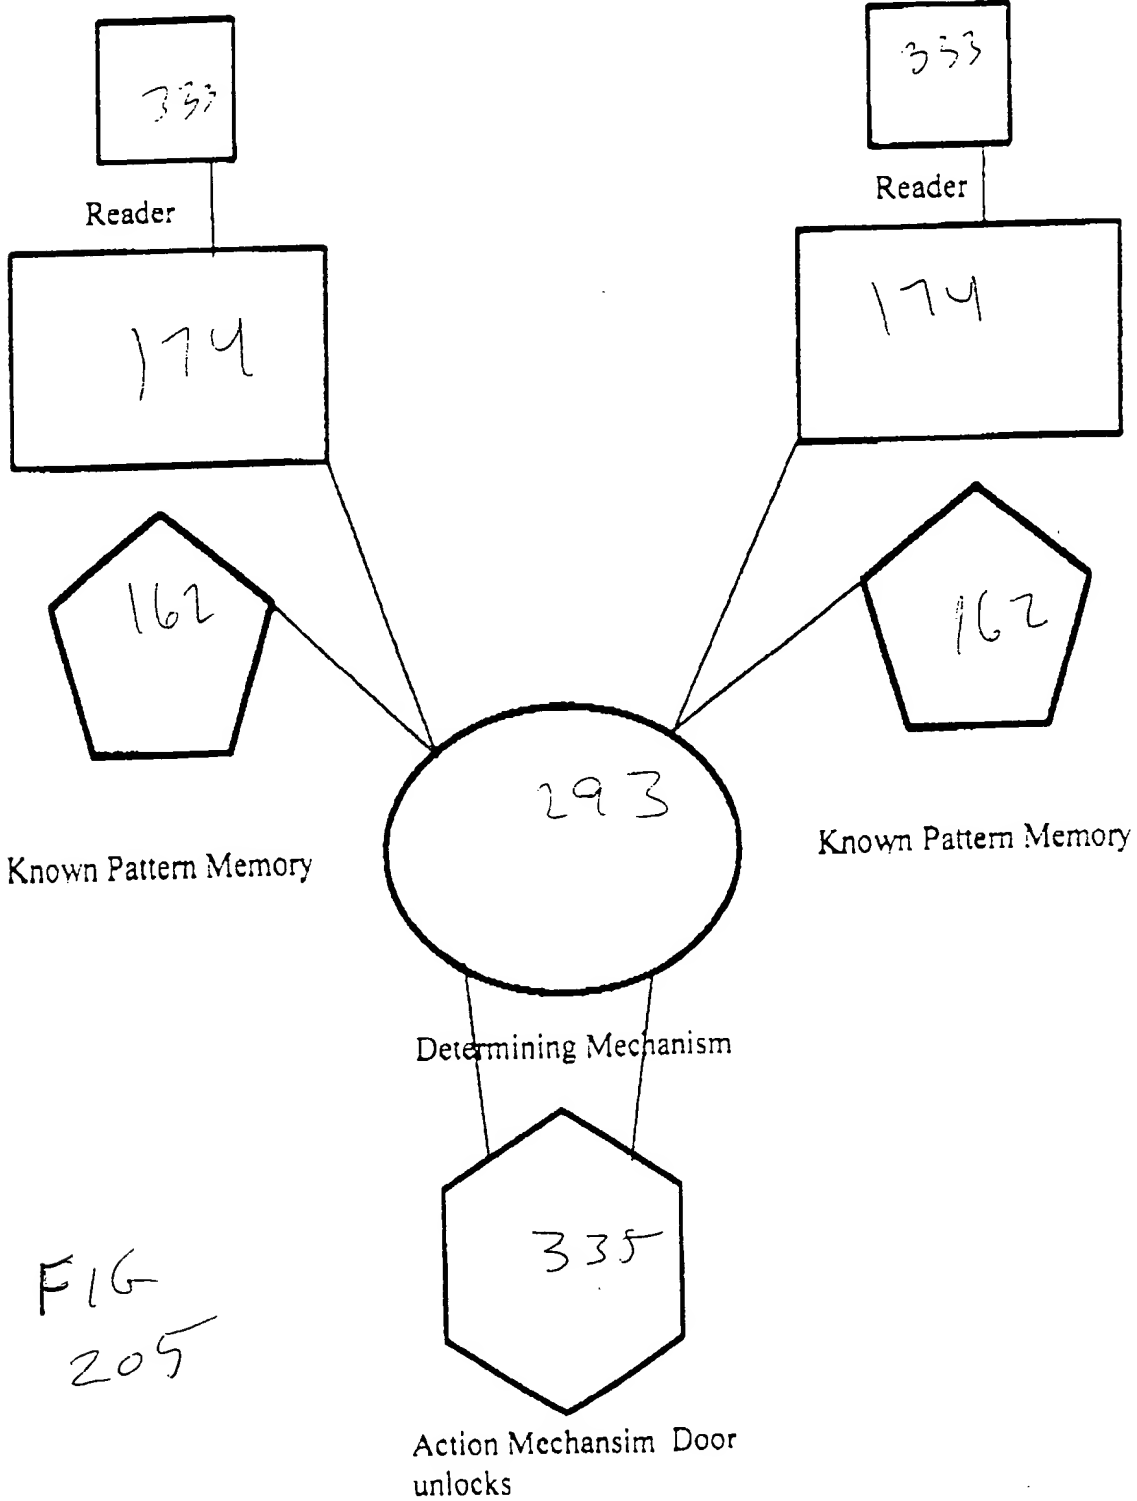 333
333
Reader
Reader
174
174
162
162
293
Known Pattern Memory
Known Pattern Memory
Determining Mechanism
335
FIG
205
Action Mechansim Door
unlocks